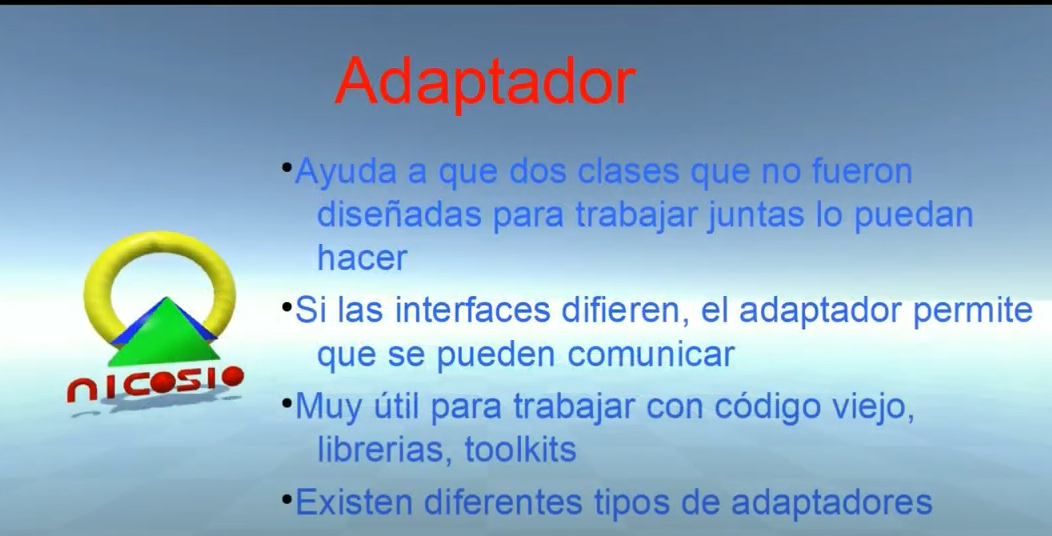 Adaptador
•Ayuda a que dos clases que no fueron
diseñadas para trabajar juntas lo puedan
hacer
•Si las interfaces difieren, el adaptador permite
que se pueden comunicar
•Muy útil para trabajar con código viejo,
librerias, toolkits
•Existen diferentes tipos de adaptadores
NICOSIO